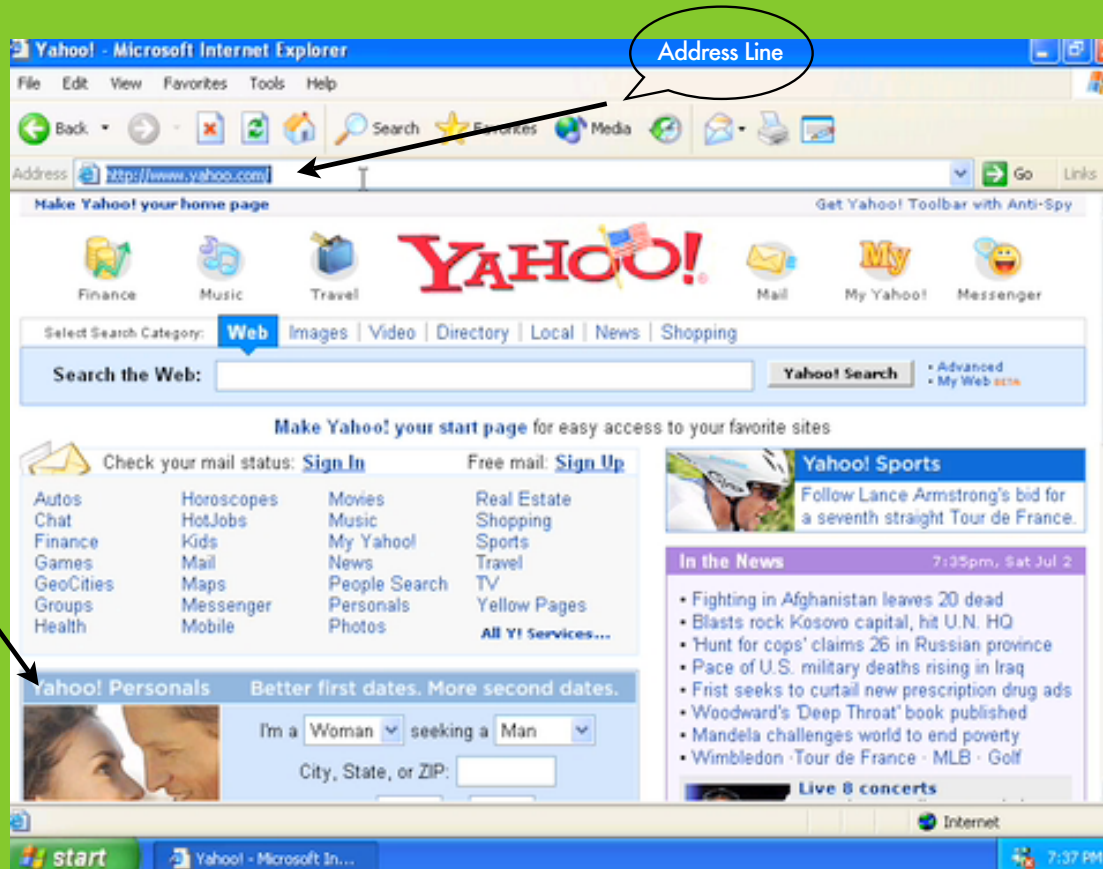 Address Line
Yahoo! - Microsoft Internet Explorer
File Edit View Favorites Tools Help
Back Search Favorites Media
Address http://www.yahoo.com/ Go Links
Make Yahoo! your home page Get Yahoo! Toolbar with Anti-Spy
YAHOO!
My
Finance Music Travel Mail My Yahoo! Messenger
Select Search Category: Web Images | Video | Directory | Local | News | Shopping
Search the Web: Yahoo! Search • Advanced
• My Web BETA
Make Yahoo! your start page for easy access to your favorite sites
Check your mail status: Sign In Free mail: Sign Up
Autos Horoscopes Movies Real Estate
Chat HotJobs Music Shopping
Finance Kids My Yahoo! Sports
Games Mail News Travel
GeoCities Maps People Search TV
Groups Messenger Personals Yellow Pages
Health Mobile Photos All Y! Services...
Yahoo! Sports
Follow Lance Armstrong's bid for
a seventh straight Tour de France.
In the News 7:35pm, Sat Jul 2
• Fighting in Afghanistan leaves 20 dead
• Blasts rock Kosovo capital, hit U.N. HQ
• 'Hunt for cops' claims 26 in Russian province
• Pace of U.S. military deaths rising in Iraq
• Frist seeks to curtail new prescription drug ads
• Woodward's 'Deep Throat' book published
• Mandela challenges world to end poverty
• Wimbledon · Tour de France · MLB · Golf
Live 8 concerts
Yahoo! Personals Better first dates. More second dates.
I'm a Woman seeking a Man
City, State, or ZIP:
Internet
start Yahoo! - Microsoft In... 7:37 PM